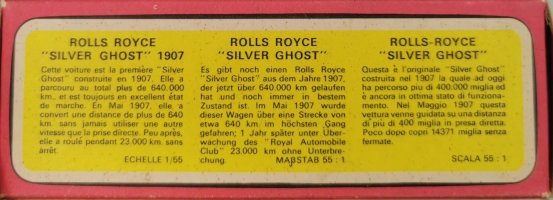 ROLLS ROYCE
"SILVER GHOST" 1907
Cette voiture est la première "Silver
Ghost" construite en 1907. Elle a
parcouru au total plus de 640.000
km.. et est toujours en excellent état
de marche. En Mai 1907, elle a
convert une distance de plus de 640
km. sans jamais utiliser une autre
vitesse que la prise directe. Peu après,
elle a roulé pendant 23.000 km. sans
arrêt.
ECHELLE 1/55
ROLLS ROYCE
"SILVER GHOST"
Es gibt noch einen Rolls Royce
"Silver Ghost" aus dem Jahre 1907,
der jetzt über 640.000 km gelaufen
hat und noch immer in bestem
Zustand ist. Im Mai 1907 wurde
dieser Wagen über eine Strecke von
etwa 640 km im höchsten Gang
gefahren; 1 Jahr später unter Über-
wachung des "Royal Automobile
Club" 23.000 km ohne Unterbre-
chung. MAßSTAB 55 : 1
ROLLS-ROYCE
"SILVER GHOST"
Questa è l'originale "Silver Ghost"
costruita nel 1907 la quale ad oggi
ha percorso piu di 400.000 miglia ed
è ancora in ottimo stato di funziona-
mento. Nel Maggio 1907 questa
vettura venne guidata su una distanza
di piu di 400 miglia in presa diretta.
Poco dopo coprì 14371 miglia senza
fermate.
SCALA 55 : 1